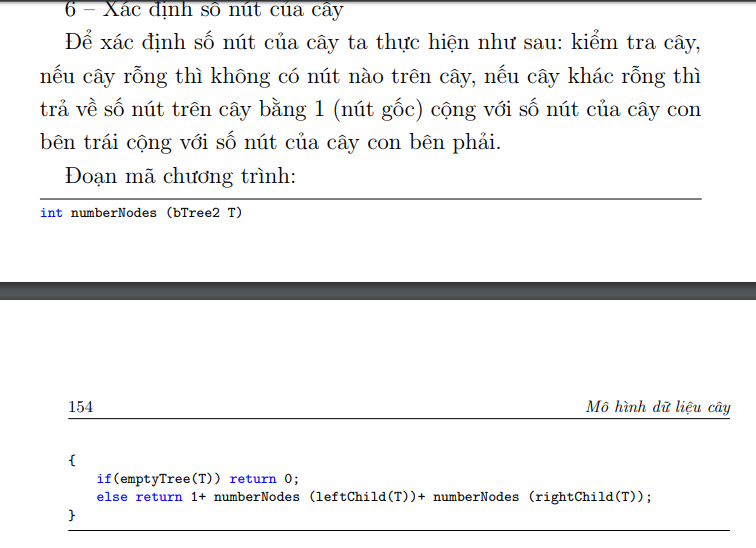 6 – Xác định số nút của cây
Để xác định số nút của cây ta thực hiện như sau: kiểm tra cây,
nếu cây rỗng thì không có nút nào trên cây, nếu cây khác rỗng thì
trả về số nút trên cây bằng 1 (nút gốc) cộng với số nút của cây con
bên trái cộng với số nút của cây con bên phải.
Đoạn mã chương trình:
int numberNodes (bTree2 T)
154 Mô hình dữ liệu cây
{
if(emptyTree(T)) return 0;
else return 1+ numberNodes (leftChild(T))+ numberNodes (rightChild(T));
}